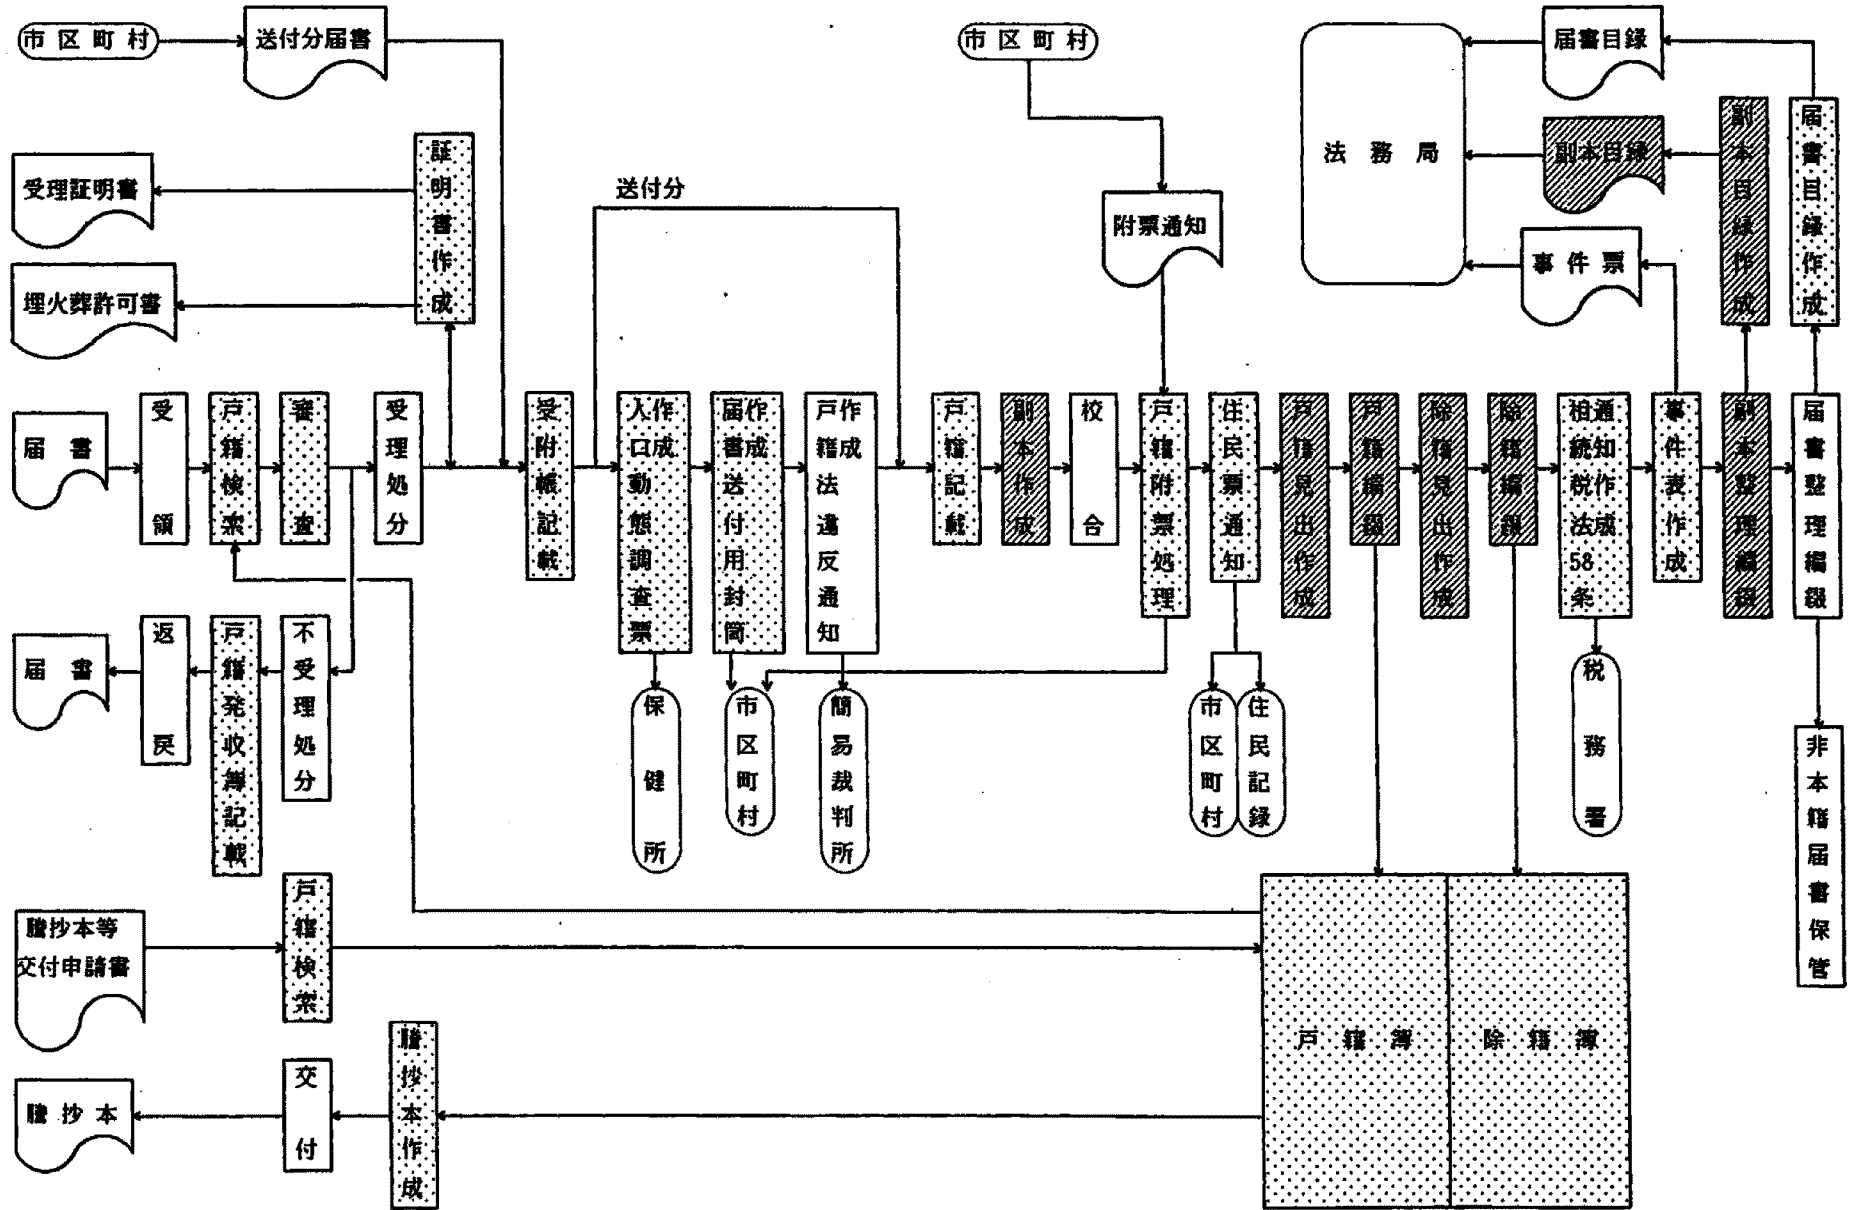 市区町村
送付分届書
市区町村
届書目録
法務局
副本目録
副本目録作成
届書目録作成
証明書作成
受理証明書
送付分
附票通知
事件票
埋火葬許可書
届書
受領
戸籍検索
審査
受理処分
受附帳記載
人口動態調査票
作成
届書送付用封筒
作成
戸籍法違反通知
作成
戸籍記載
副本作成
校合
戸籍附票処理
住民票通知
戸籍見出作成
戸籍編綴
除籍見出作成
除籍編綴
相続税法58条
通知作成
事件表作成
副本整理編綴
届書整理編綴
届書
返戻
戸籍発収簿記載
不受理処分
保健所
市区町村
簡易裁判所
市区町村
住民記録
税務署
非本籍届書保管
謄抄本等
交付申請書
戸籍検索
戸籍簿
除籍簿
謄抄本
交付
謄抄本作成